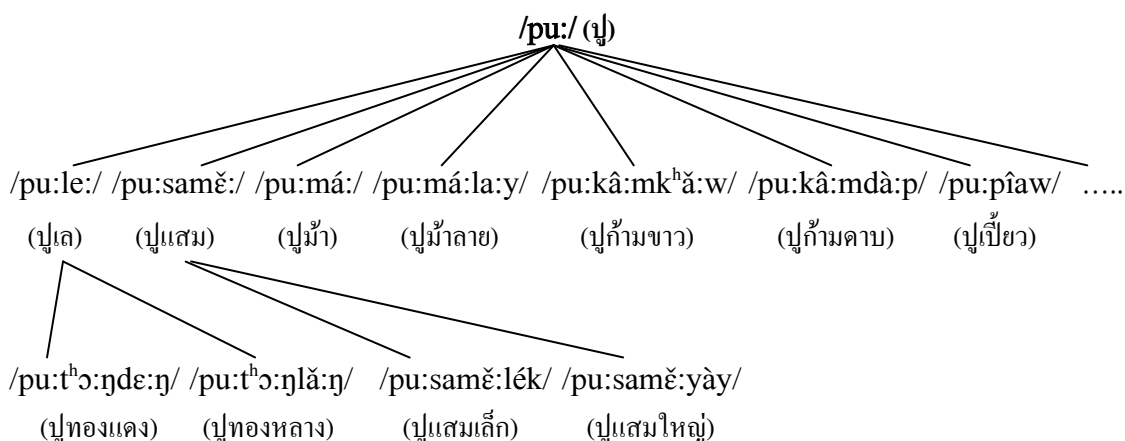 /pu:/ (ปู)
/pu:le:/ /pu:samɛ̌:/ /pu:má:/ /pu:má:la:y/ /pu:kâ:mkʰǎ:w/ /pu:kâ:mdà:p/ /pu:pîaw/ …..
(ปูเล) (ปูแสม) (ปูม้า) (ปูม้าลาย) (ปูก้ามขาว) (ปูก้ามดาบ) (ปูเปี้ยว)
/pu:tʰɔ:ŋdɛ:ŋ/ /pu:tʰɔ:ŋlǎ:ŋ/ /pu:samɛ̌:lék/ /pu:samɛ̌:yày/
(ปูทองแดง) (ปูทองหลาง) (ปูแสมเล็ก) (ปูแสมใหญ่)